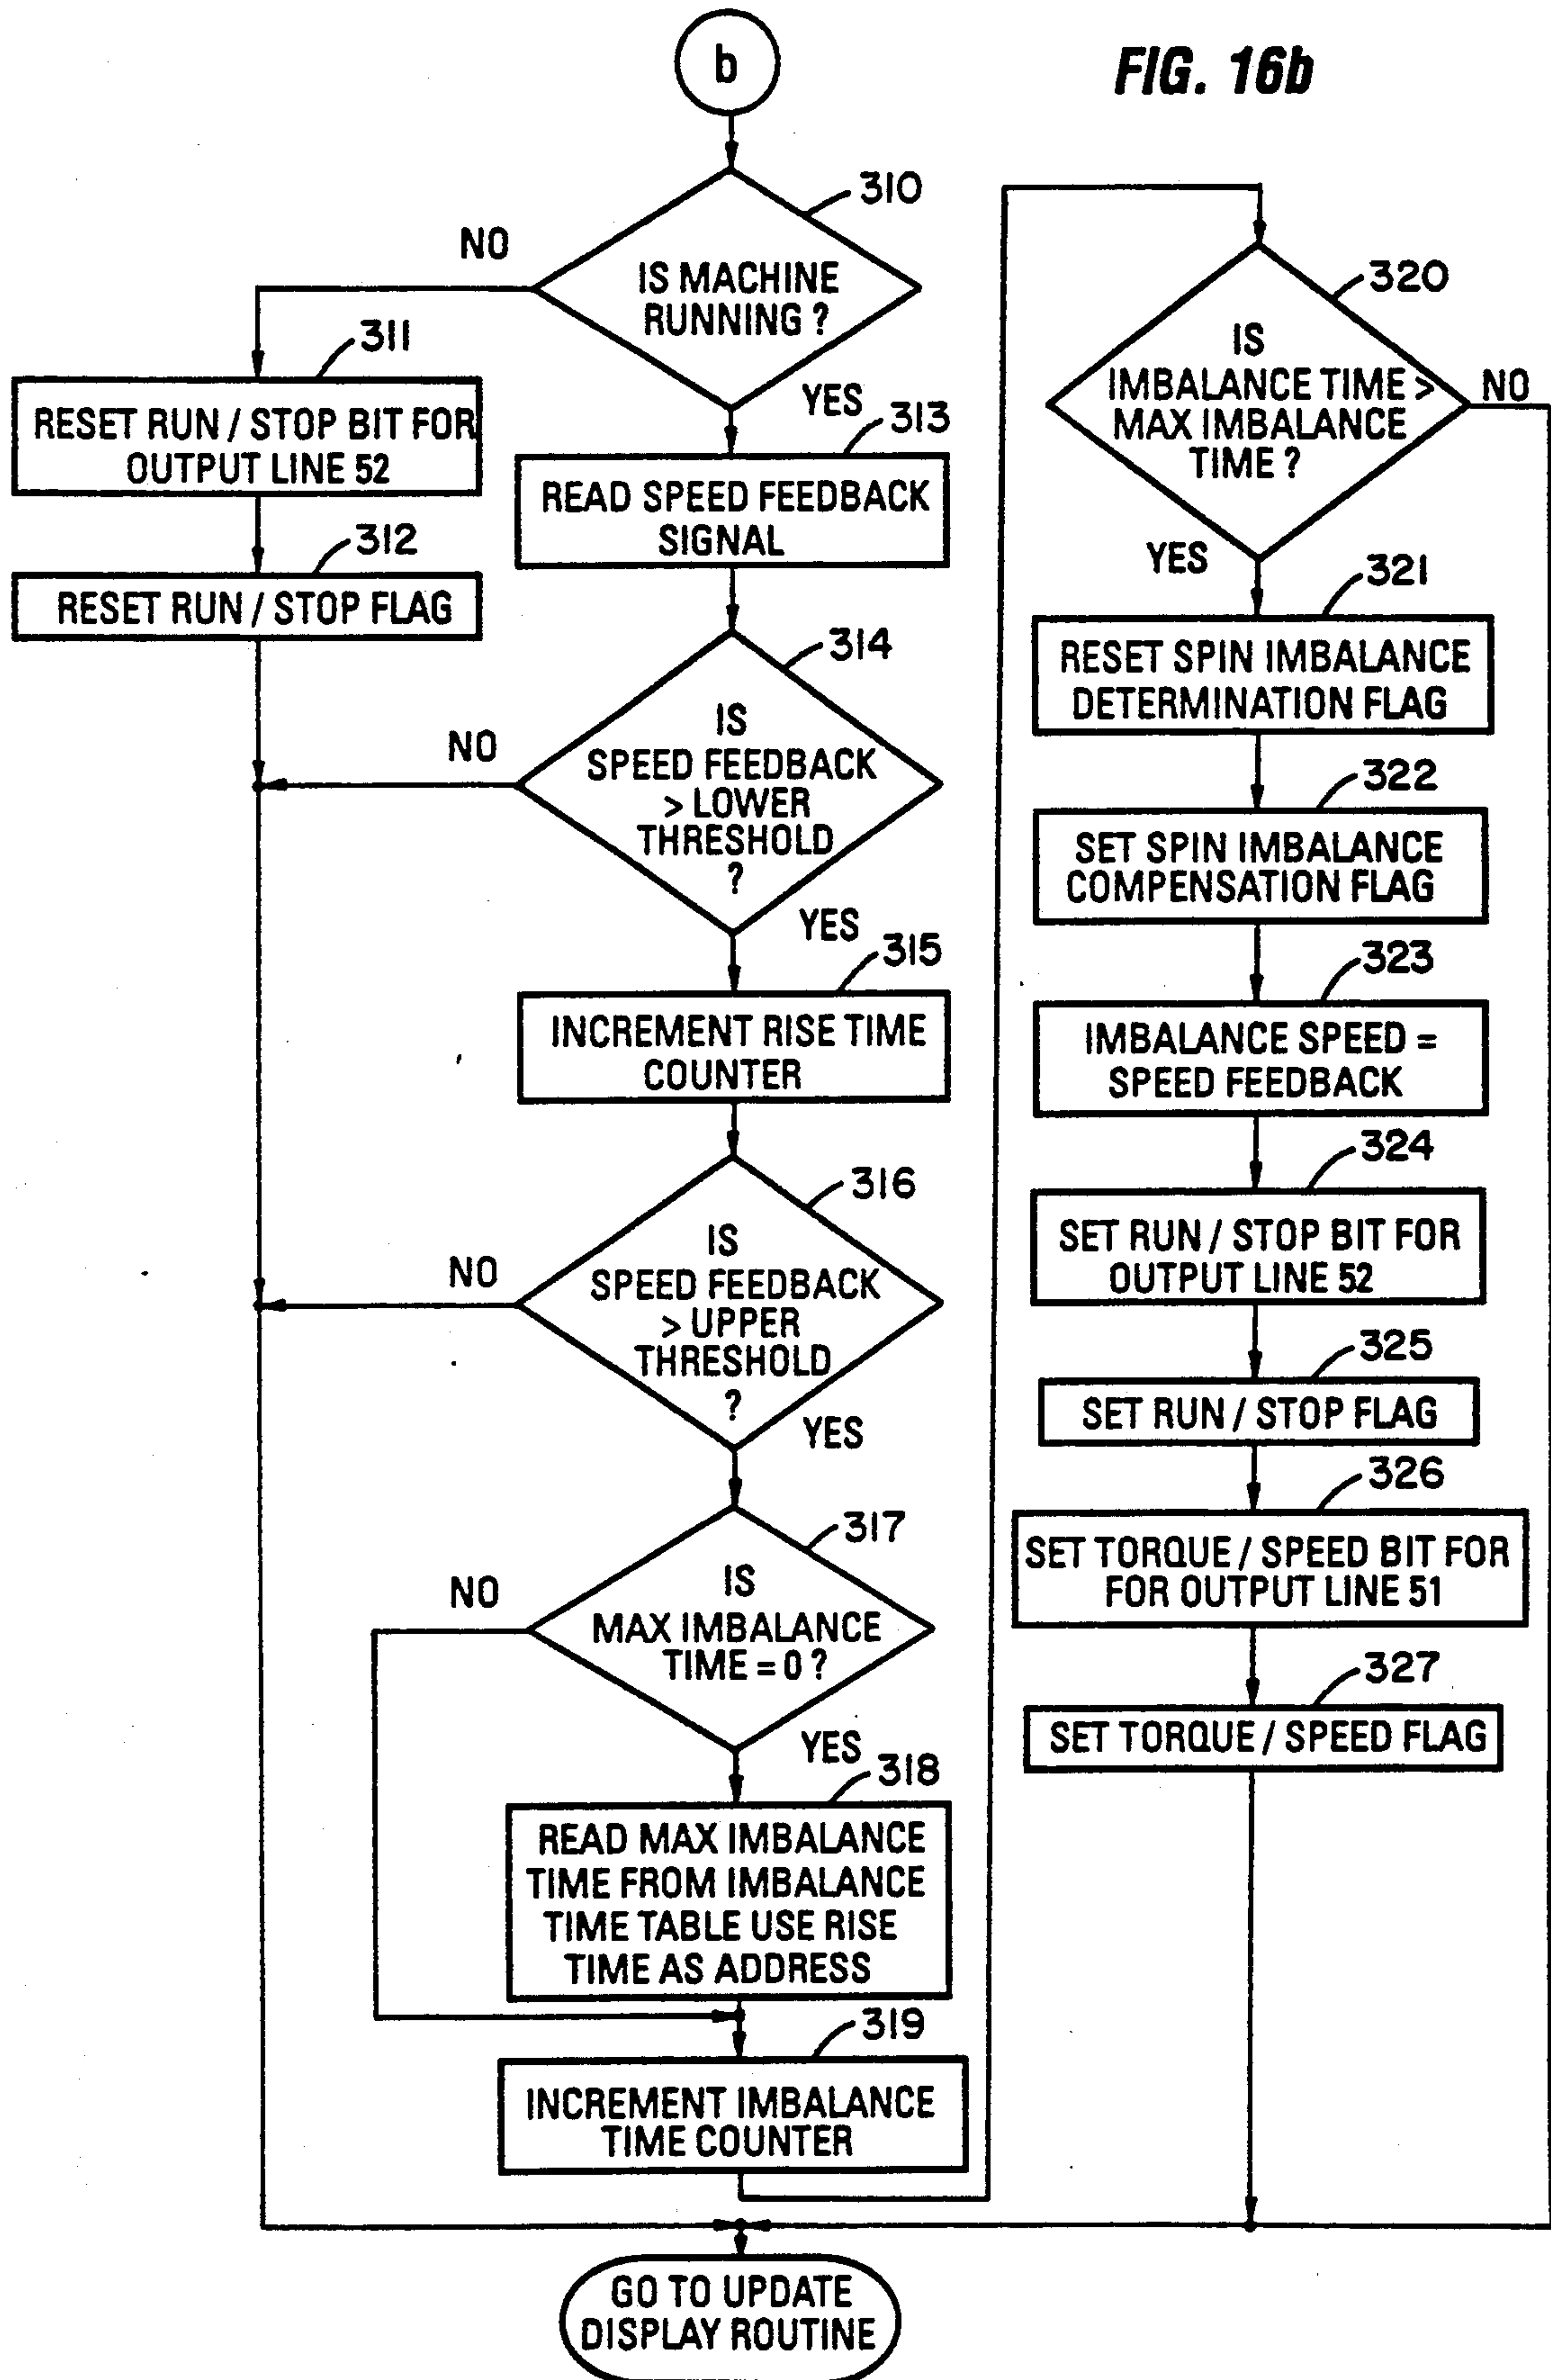 b
FIG. 16b
310
NO
IS MACHINE
RUNNING ?
YES
311
RESET RUN / STOP BIT FOR
OUTPUT LINE 52
312
RESET RUN / STOP FLAG
313
READ SPEED FEEDBACK
SIGNAL
314
NO
IS
SPEED FEEDBACK
> LOWER
THRESHOLD
?
YES
315
INCREMENT RISE TIME
COUNTER
316
NO
IS
SPEED FEEDBACK
> UPPER
THRESHOLD
?
YES
317
NO
IS
MAX IMBALANCE
TIME = 0 ?
YES
318
READ MAX IMBALANCE
TIME FROM IMBALANCE
TIME TABLE USE RISE
TIME AS ADDRESS
319
INCREMENT IMBALANCE
TIME COUNTER
320
IS
IMBALANCE TIME >
MAX IMBALANCE
TIME ?
NO
YES
321
RESET SPIN IMBALANCE
DETERMINATION FLAG
322
SET SPIN IMBALANCE
COMPENSATION FLAG
323
IMBALANCE SPEED =
SPEED FEEDBACK
324
SET RUN / STOP BIT FOR
OUTPUT LINE 52
325
SET RUN / STOP FLAG
326
SET TORQUE / SPEED BIT FOR
FOR OUTPUT LINE 51
327
SET TORQUE / SPEED FLAG
GO TO UPDATE
DISPLAY ROUTINE